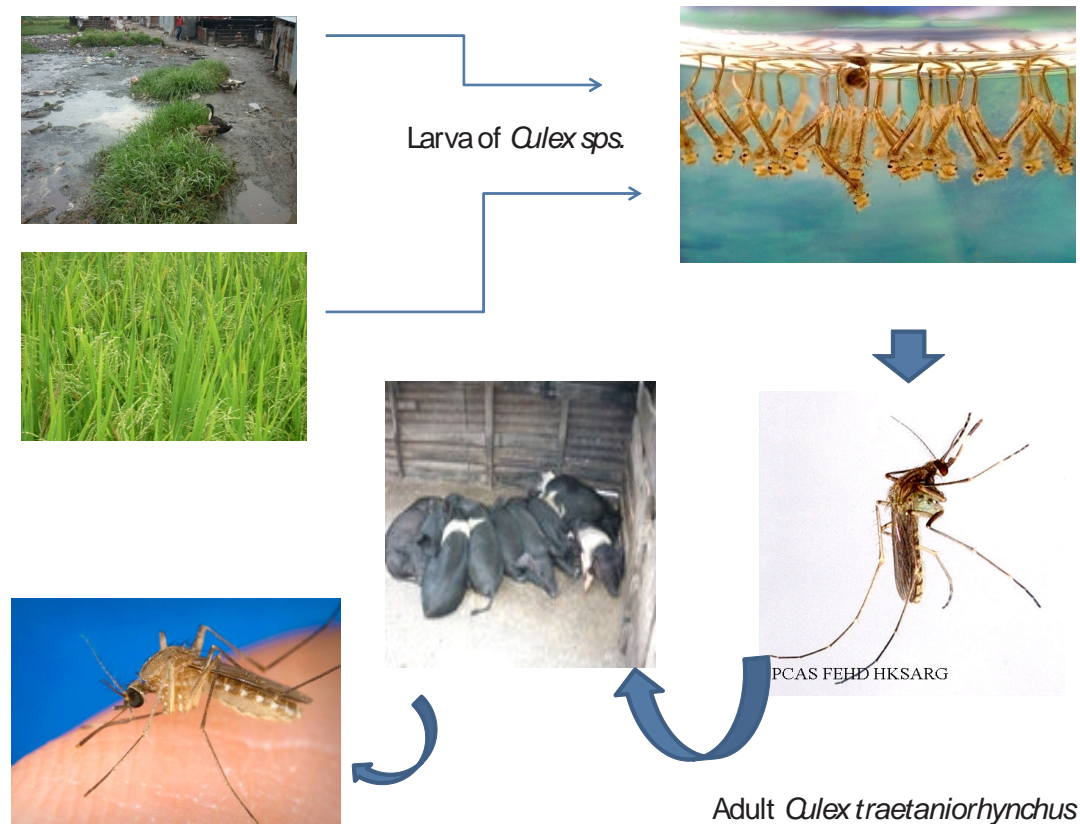 Larva of Culex sps.
PCAS FEHD HKSARG
Adult Culex traetaniorhynchus